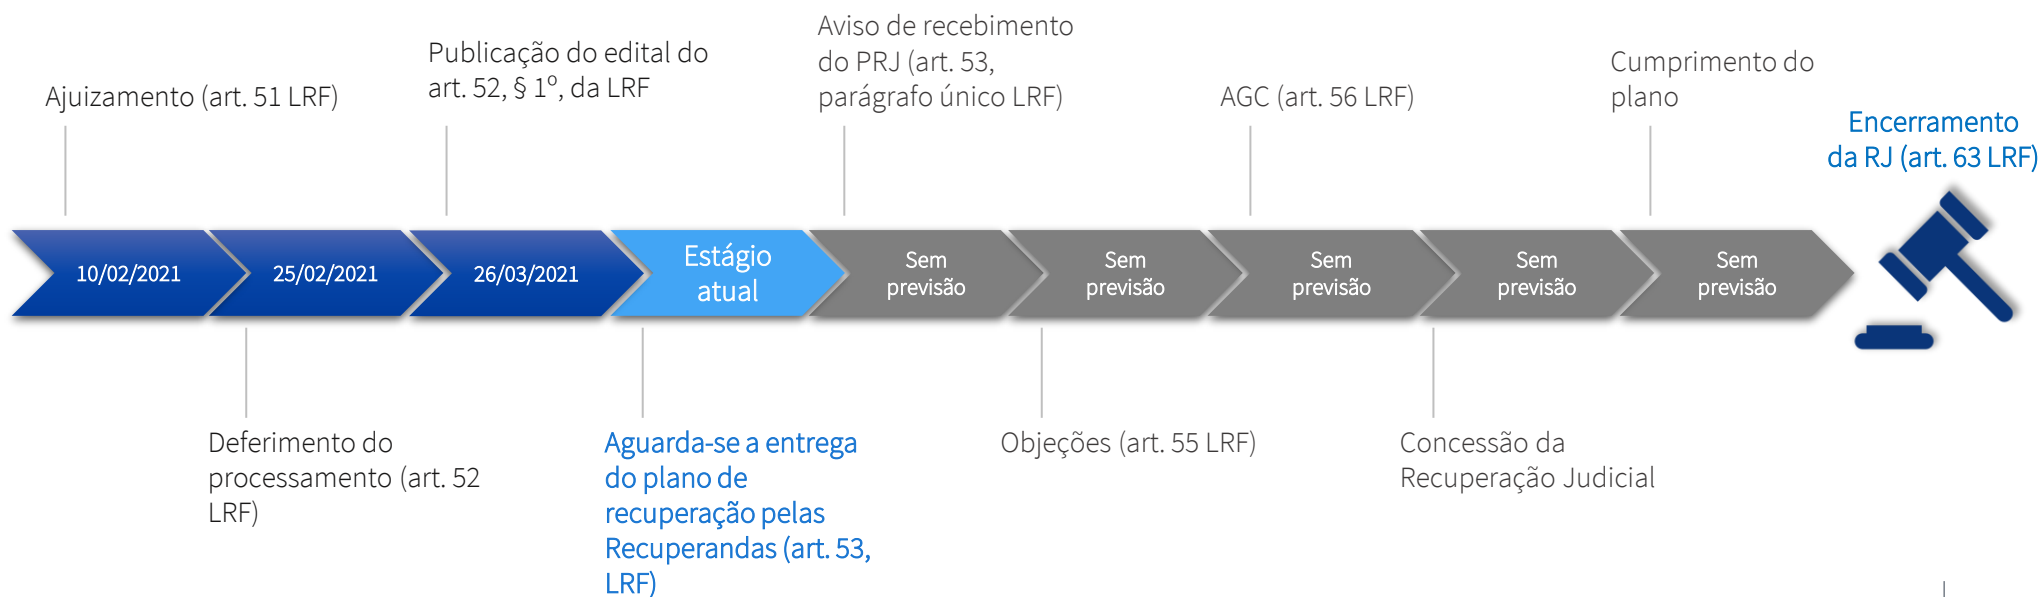 Ajuizamento (art. 51 LRF)
Publicação do edital do
art. 52, § 1º, da LRF
Aviso de recebimento
do PRJ (art. 53,
parágrafo único LRF)
AGC (art. 56 LRF)
Cumprimento do
plano
Encerramento
da RJ (art. 63 LRF)
10/02/2021
25/02/2021
26/03/2021
Estágio
atual
Sem
previsão
Sem
previsão
Sem
previsão
Sem
previsão
Sem
previsão
Deferimento do
processamento (art. 52
LRF)
Aguarda-se a entrega
do plano de
recuperação pelas
Recuperandas (art. 53,
LRF)
Objeções (art. 55 LRF)
Concessão da
Recuperação Judicial